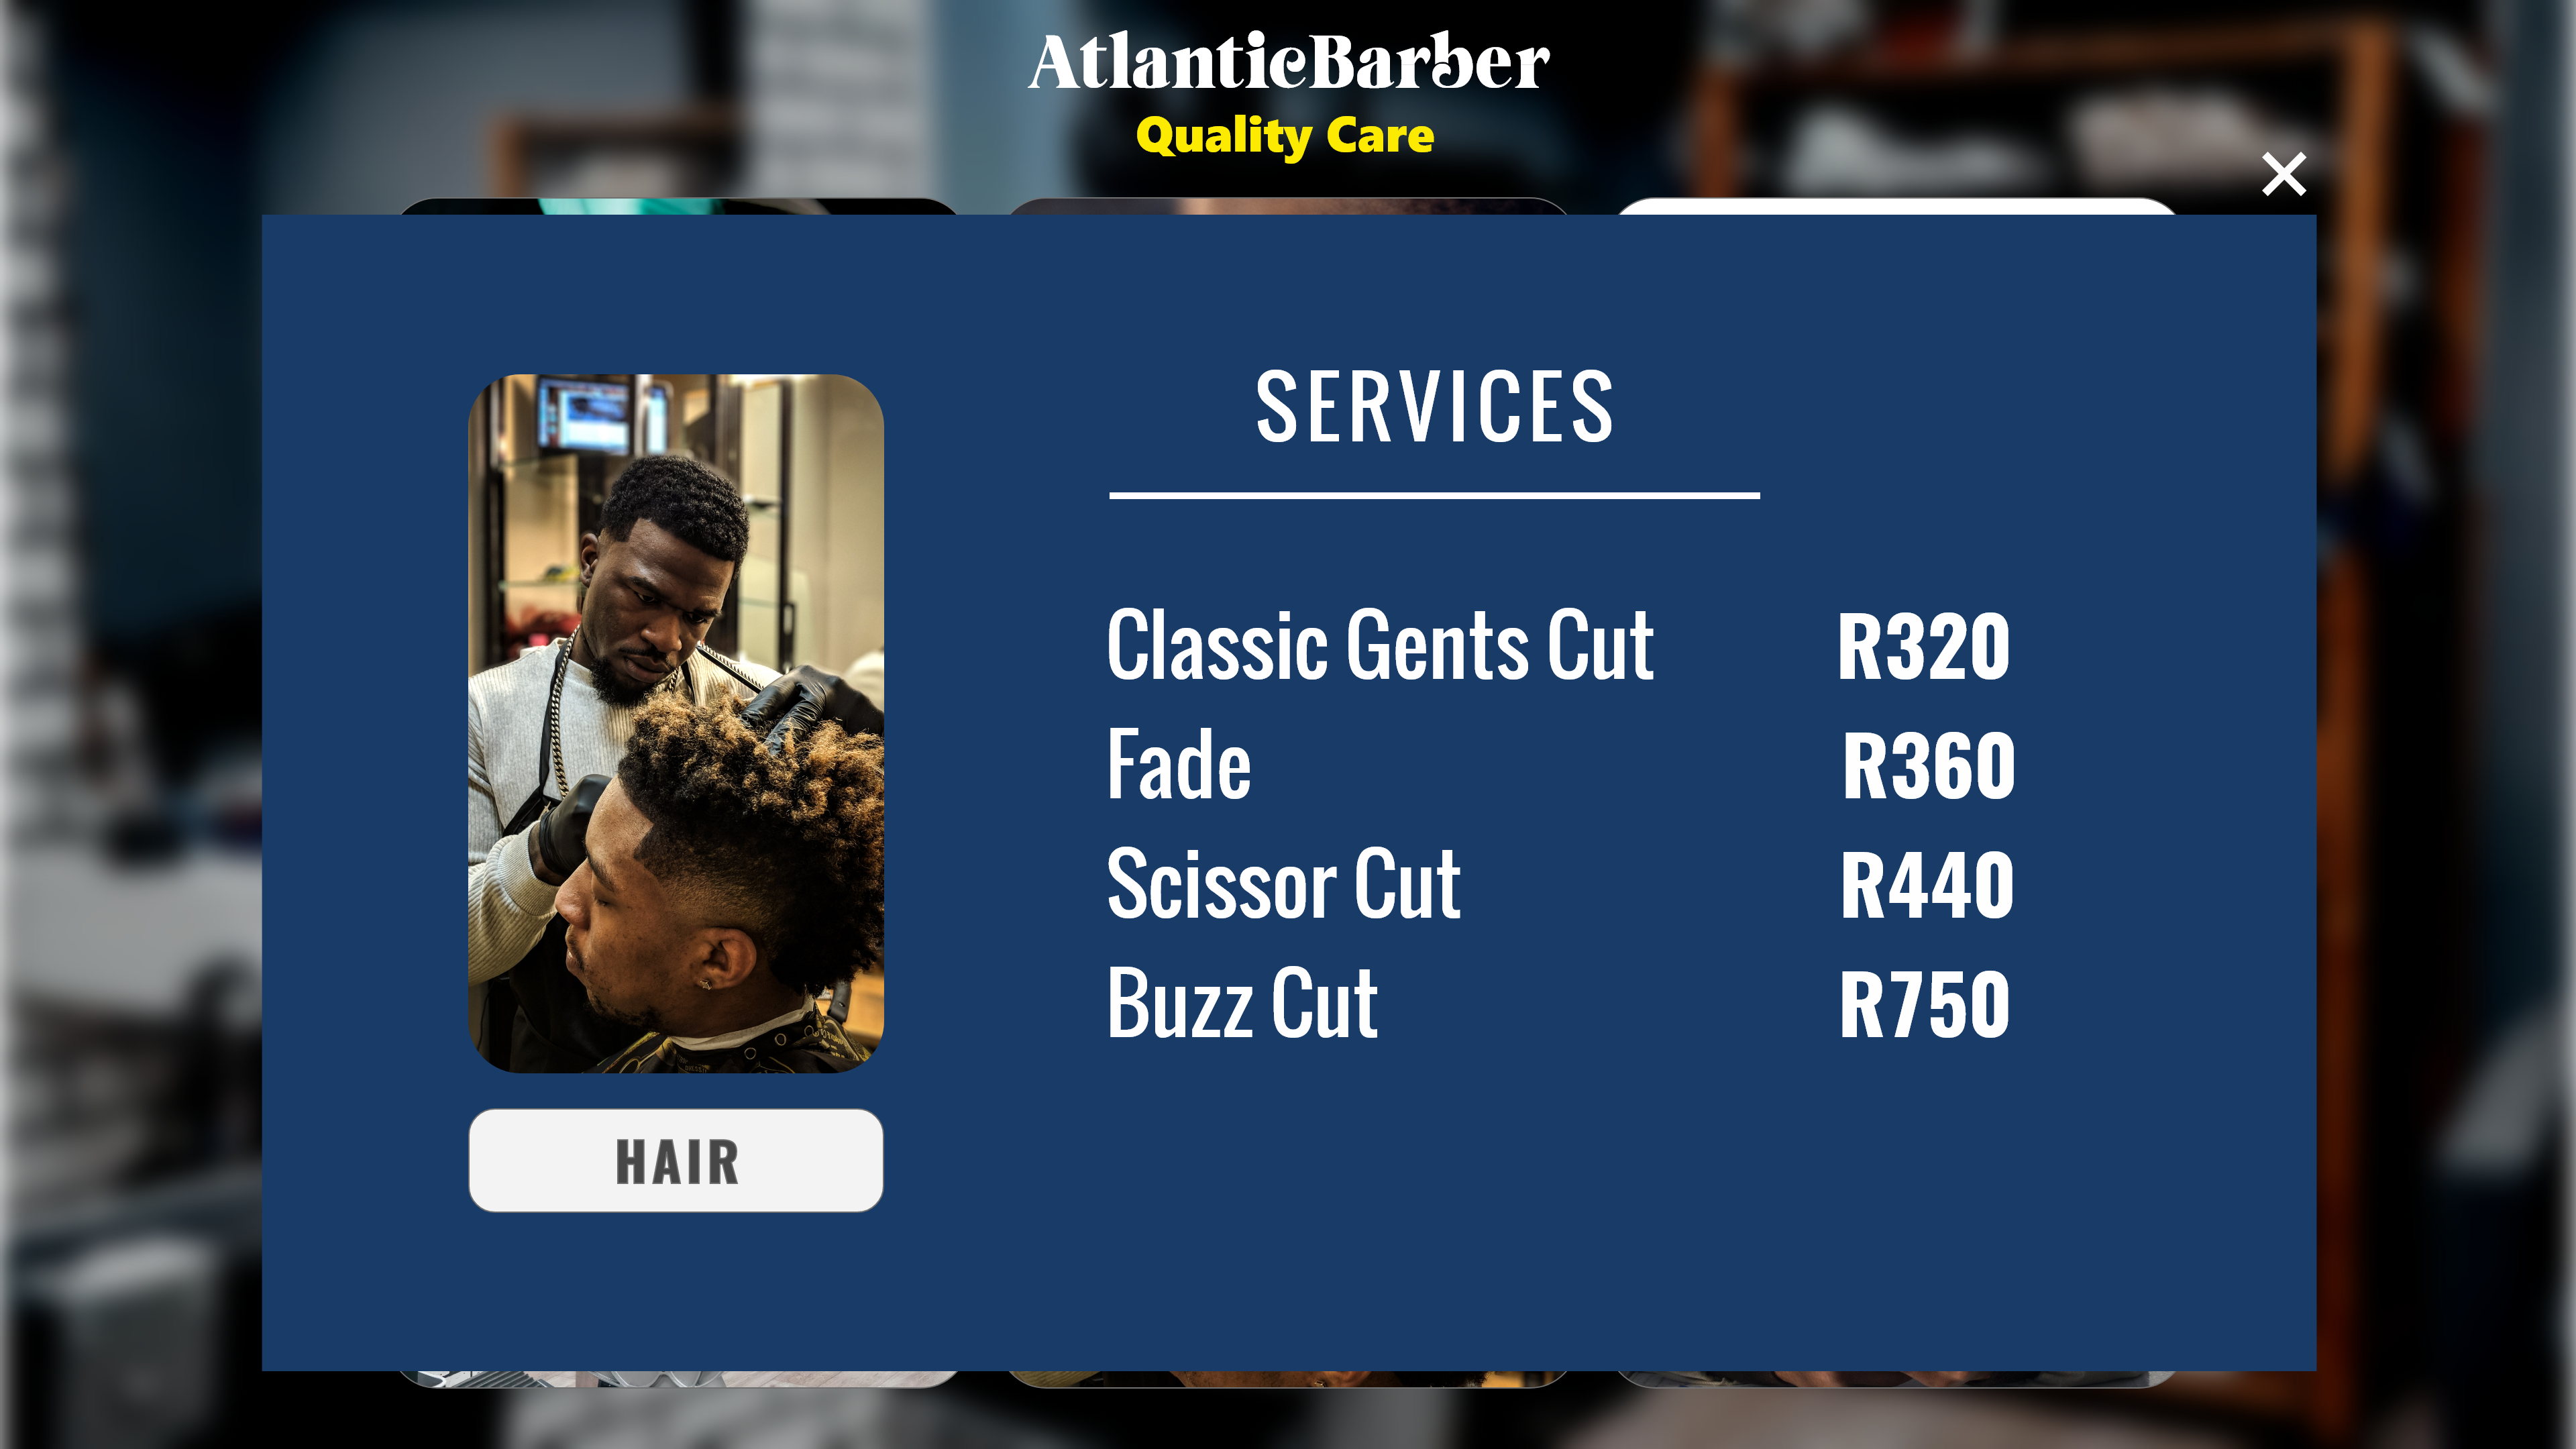 AtlanticBarber
Quality Care
SERVICES
Classic Gents Cut R320
Fade R360
Scissor Cut R440
Buzz Cut R750
HAIR